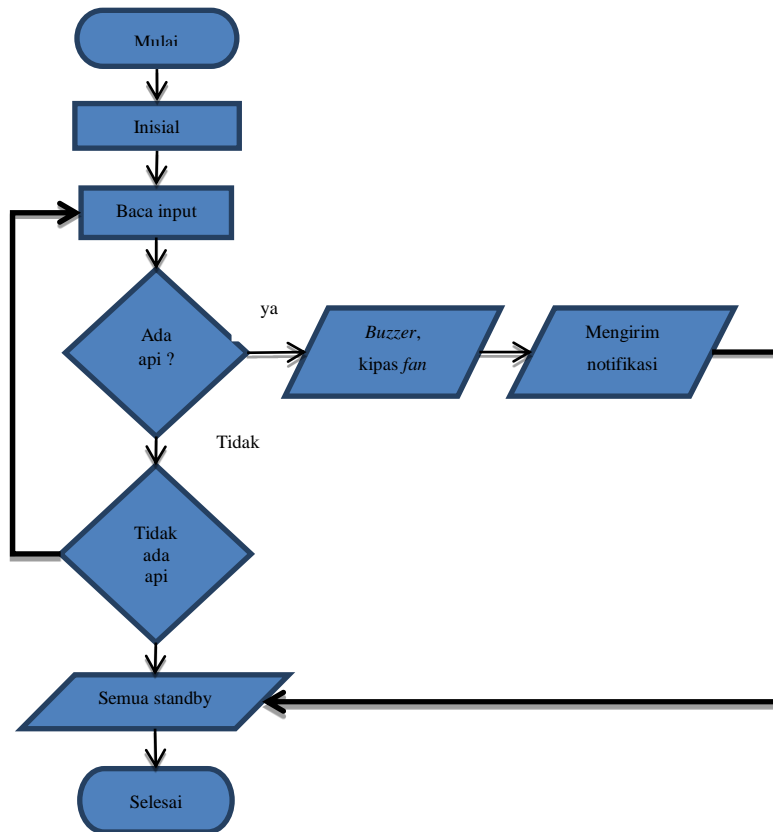 Mulai
Inisial
Baca input
Ada
api ?
ya
Buzzer,
kipas fan
Mengirim
notifikasi
Tidak
Tidak
ada
api
Semua standby
Selesai